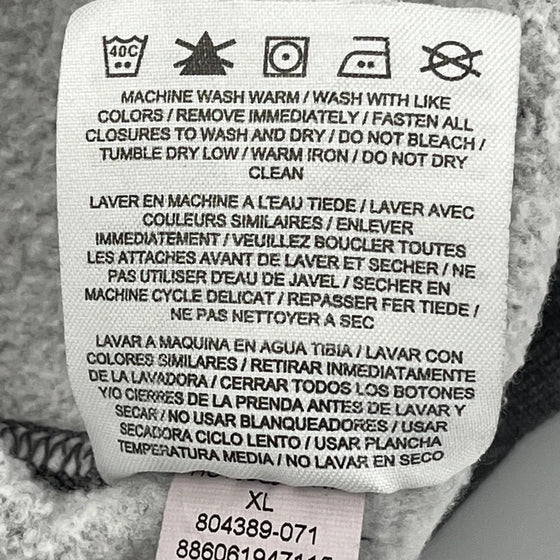 40C
MACHINE WASH WARM / WASH WITH LIKE
COLORS / REMOVE IMMEDIATELY / FASTEN ALL
CLOSURES TO WASH AND DRY / DO NOT BLEACH /
TUMBLE DRY LOW / WARM IRON / DO NOT DRY
CLEAN
LAVER EN MACHINE A L'EAU TIEDE / LAVER AVEC
COULEURS SIMILAIRES / ENLEVER
IMMEDIATEMENT / VEUILLEZ BOUCLER TOUTES
LES ATTACHES AVANT DE LAVER ET SECHER / NE
PAS UTILISER D'EAU DE JAVEL / SECHER EN
MACHINE CYCLE DELICAT / REPASSER FER TIEDE /
NE PAS NETTOYER A SEC
LAVAR A MAQUINA EN AGUA TIBIA / LAVAR CON
COLORES SIMILARES / RETIRAR INMEDIATAMENTE
DE LA LAVADORA / CERRAR TODOS LOS BOTONES
Y/O CIERRES DE LA PRENDA ANTES DE LAVAR Y
SECAR / NO USAR BLANQUEADORES / USAR
SECADORA CICLO LENTO / USAR PLANCHA
TEMPERATURA MEDIA / NO LAVAR EN SECO
XL
804389-071